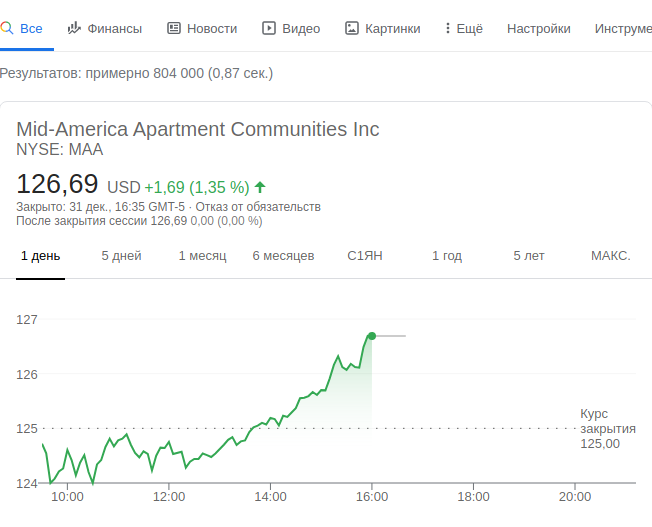 Все Финансы Новости Видео Картинки Ещё Настройки Инструме
Результатов: примерно 804 000 (0,87 сек.)
Mid-America Apartment Communities Inc
NYSE: MAA
126,69 USD +1,69 (1,35 %)
Закрыто: 31 дек., 16:35 GMT-5 · Отказ от обязательств
После закрытия сессии 126,69 0,00 (0,00 %)
1 день 5 дней 1 месяц 6 месяцев С1ЯН 1 год 5 лет МАКС.
127
126
125
124
Курс
закрытия
125,00
10:00 12:00 14:00 16:00 18:00 20:00